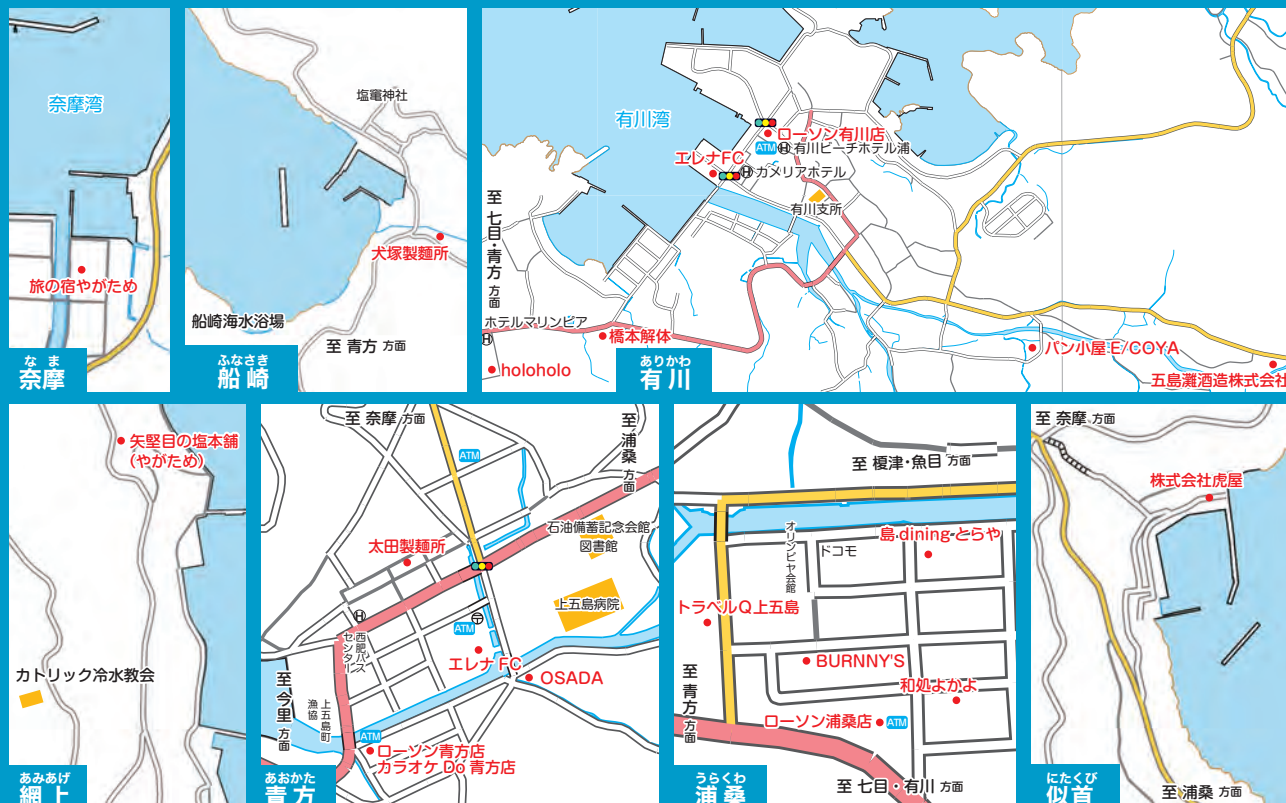 奈摩湾
旅の宿やがため
なま
奈摩
塩竈神社
犬塚製麵所
船崎海水浴場
至 青方 方面
ふなさき
船崎
有川湾
ローソン有川店
ATM
H
有川ビーチホテル浦
エレナFC
H
カメリアホテル
有川支所
至 七目・青方 方面
ホテルマリンピア
H
橋本解体
holoholo
パン小屋 E/COYA
五島灘酒造株式会社
ありかわ
有川
矢堅目の塩本舗
(やがため)
カトリック冷水教会
あみあげ
網上
至 奈摩 方面
ATM
至 浦桑 方面
石油備蓄記念会館
図書館
太田製麵所
上五島病院
H
西肥バス
センター
ATM
〒
エレナ FC
OSADA
至 今里 方面
上五島町
漁協
ATM
ローソン青方店
カラオケ Do 青方店
あおかた
青方
至 榎津・魚目 方面
オリンピヤ会館
ドコモ
島 dining とらや
トラベルQ上五島
BURNNY'S
和処よかよ
至 青方 方面
ローソン浦桑店
ATM
至 七目・有川 方面
うらくわ
浦桑
至 奈摩 方面
株式会社虎屋
至 浦桑 方面
にたくび
似首